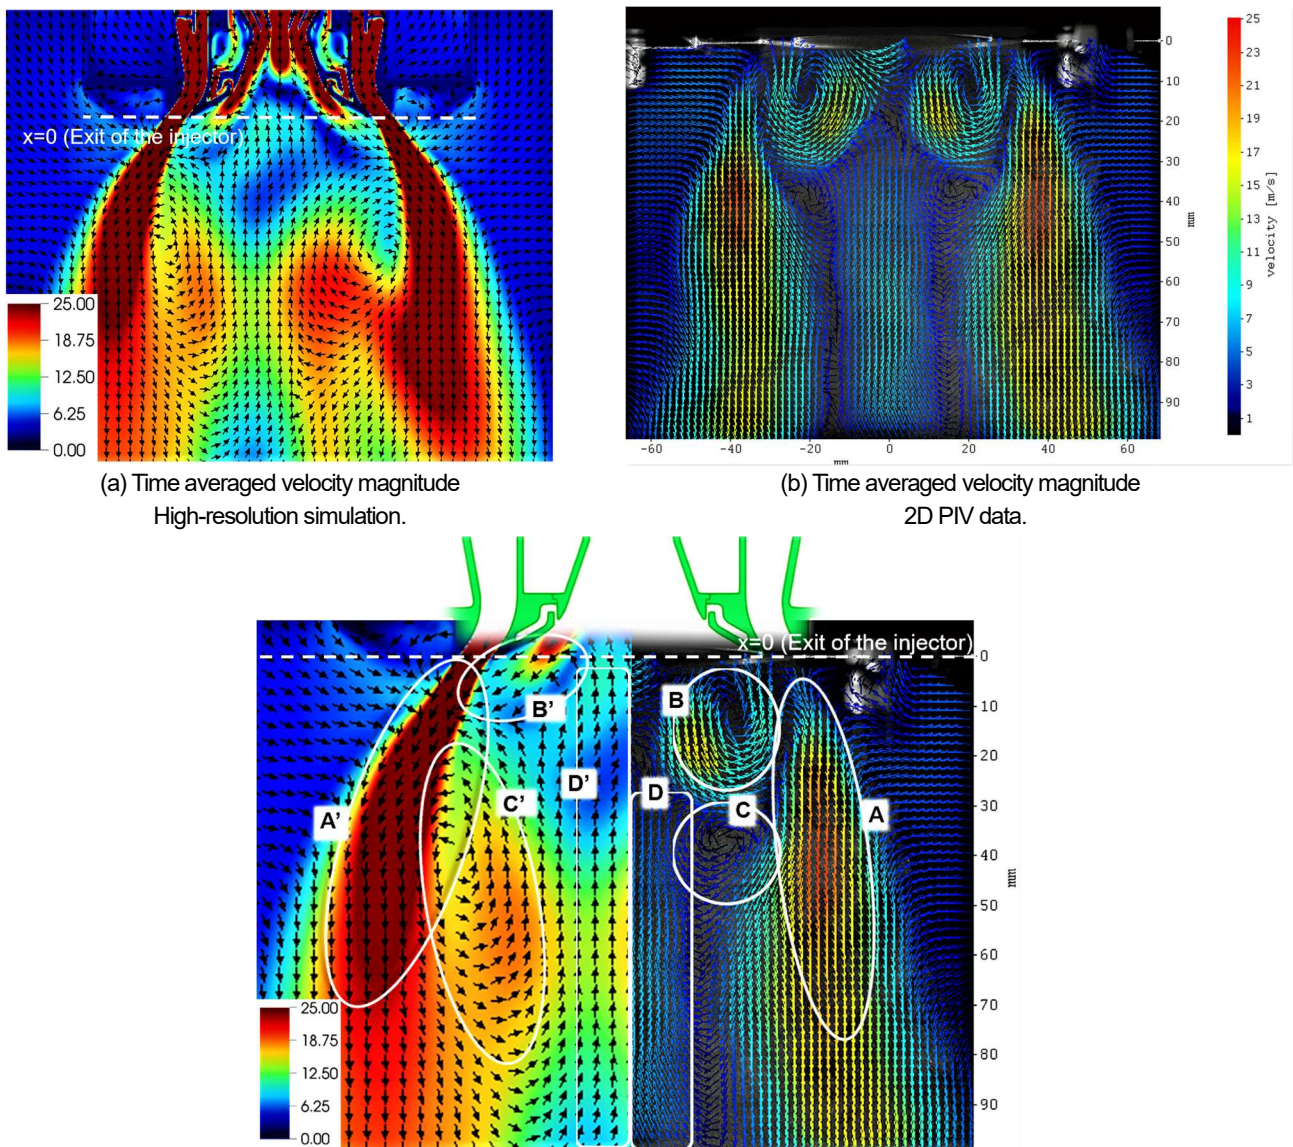 x=0 (Exit of the injector)
25.00
18.75
12.50
6.25
0.00
0
10
20
30
40
50
60
70
80
90
mm
-60
-40
-20
0
20
40
60
mm
25
23
21
19
17
15
13
11
9
7
5
3
1
velocity [m/s]
(a) Time averaged velocity magnitude
High-resolution simulation.
(b) Time averaged velocity magnitude
2D PIV data.
x=0 (Exit of the injector)
A'
B'
C'
D'
A
B
C
D
0
10
20
30
40
50
60
70
80
90
mm
25.00
18.75
12.50
6.25
0.00